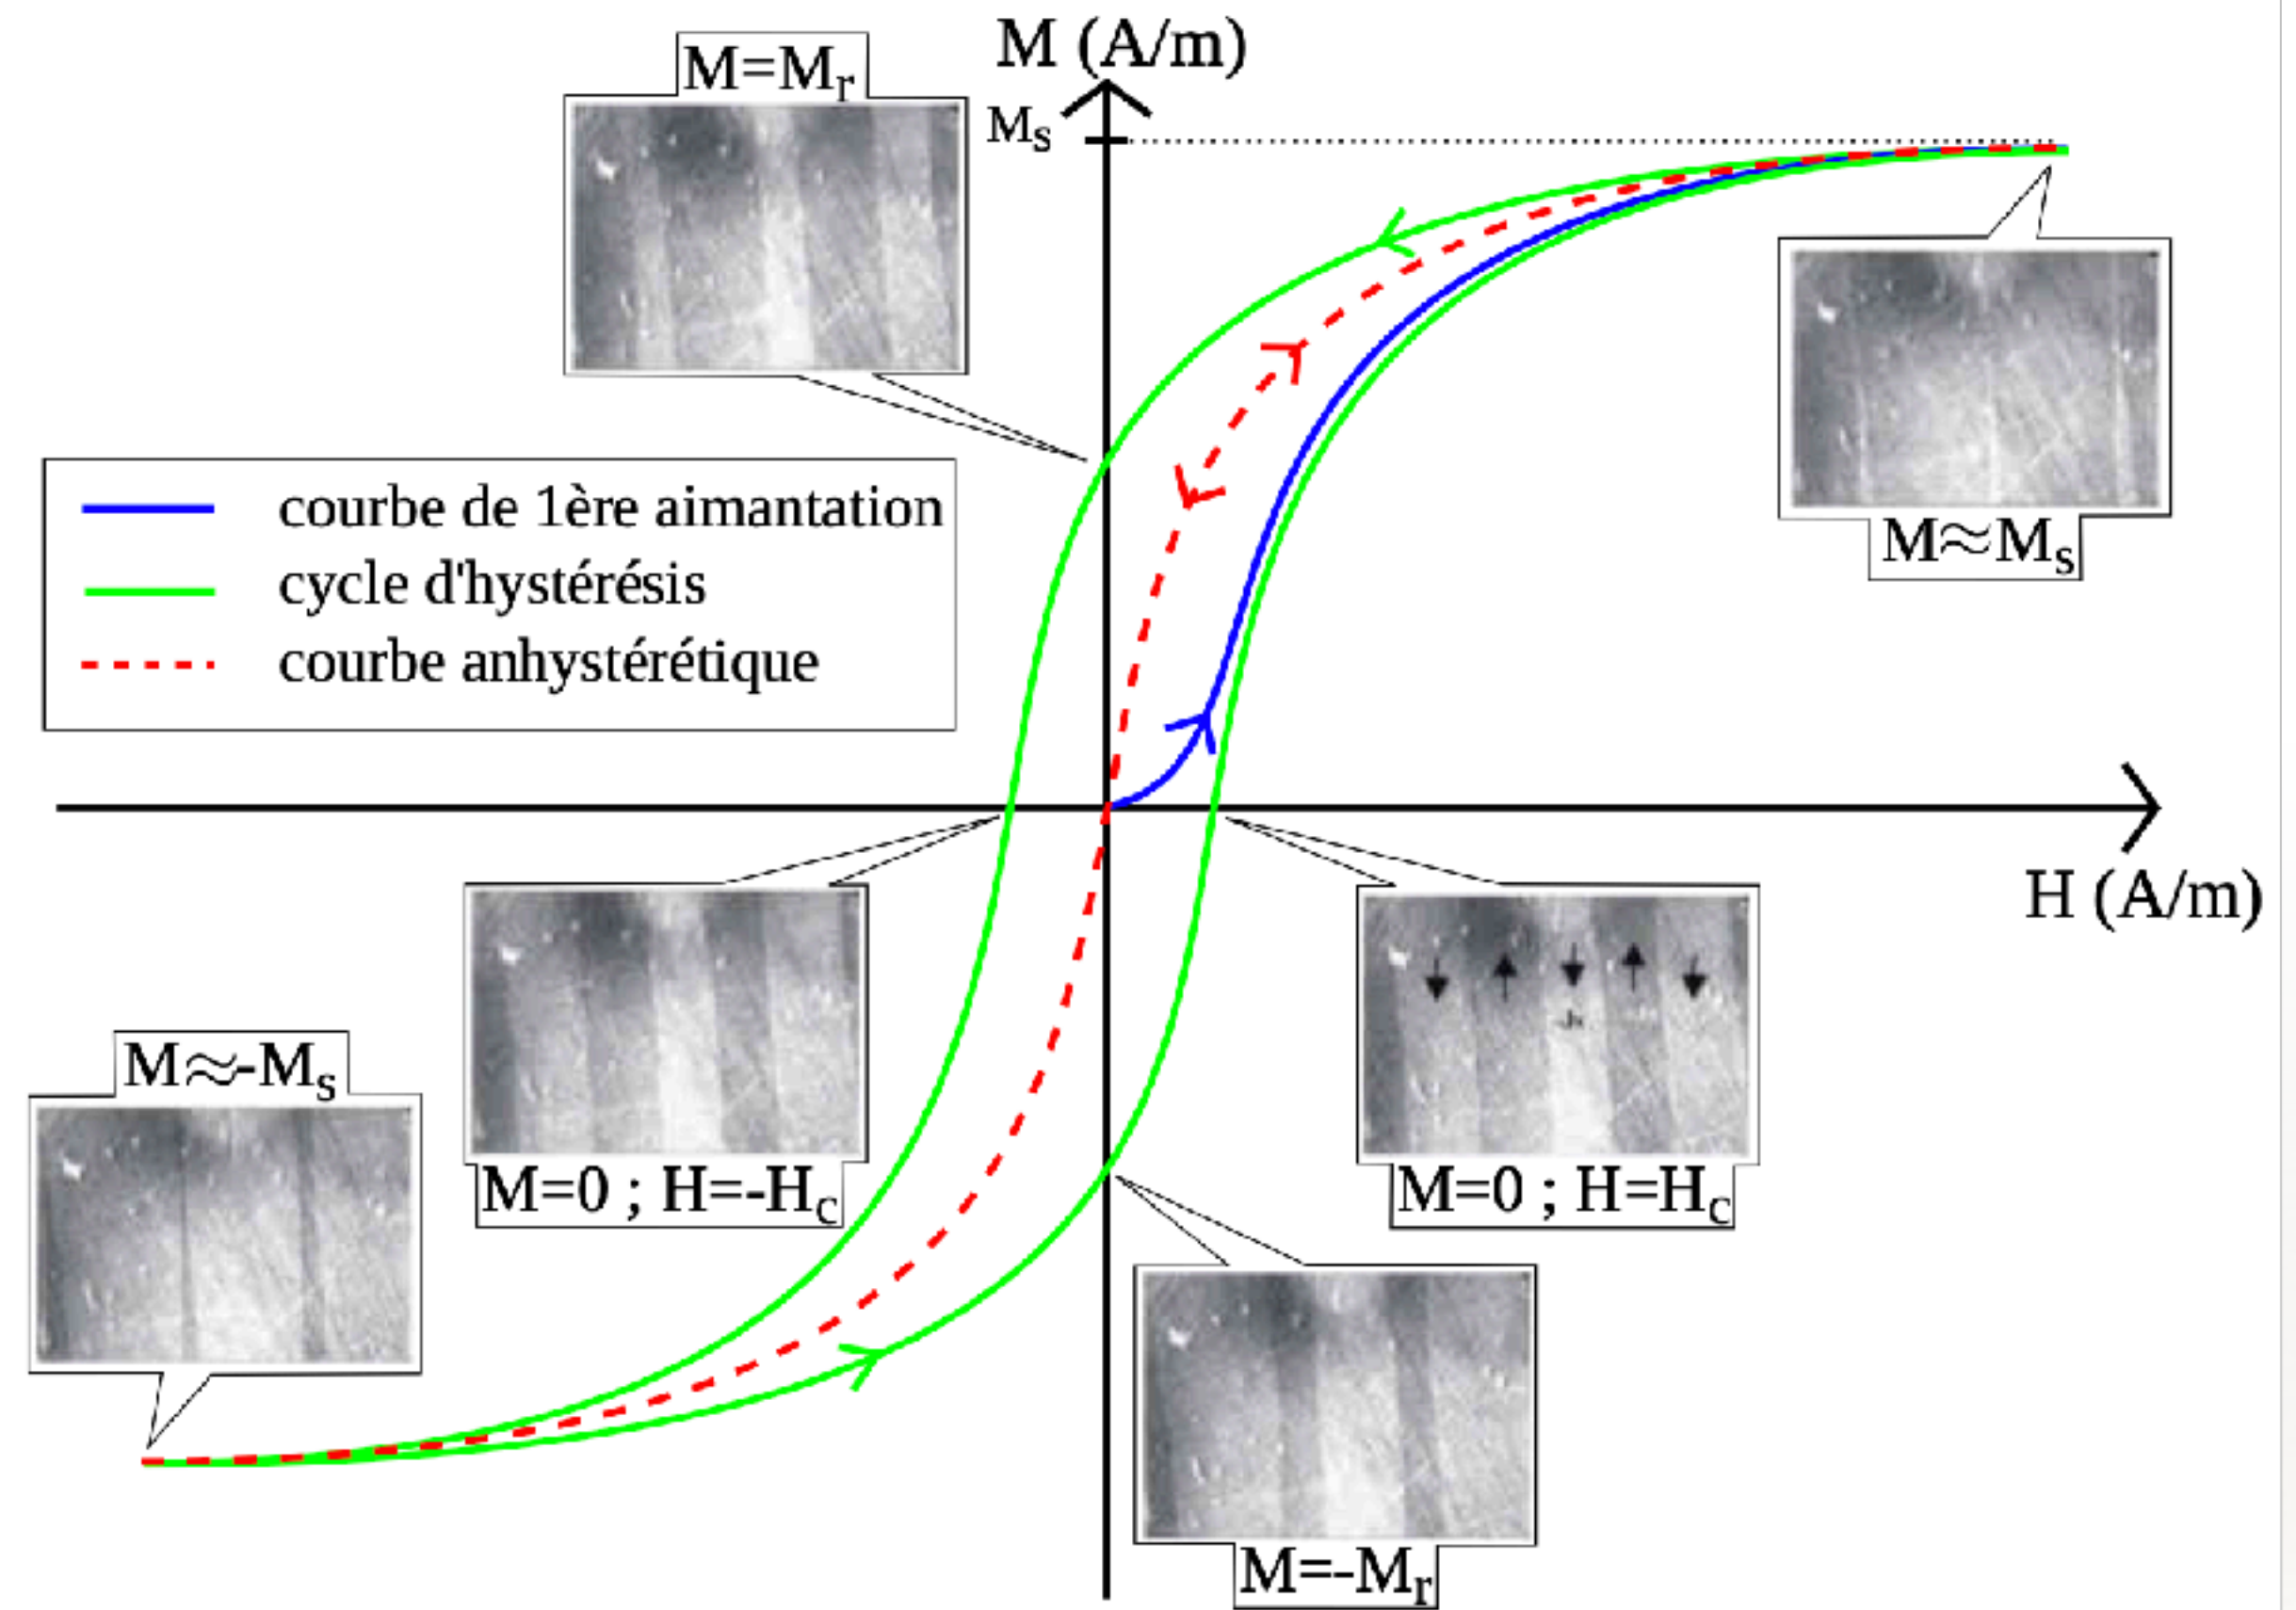 M (A/m)
M=Mr
Ms
courbe de 1ère aimantation
cycle d'hystérésis
courbe anhystérétique
M≈Ms
H (A/m)
M≈-Ms
M=0 ; H=-Hc
M=0 ; H=Hc
M=-Mr